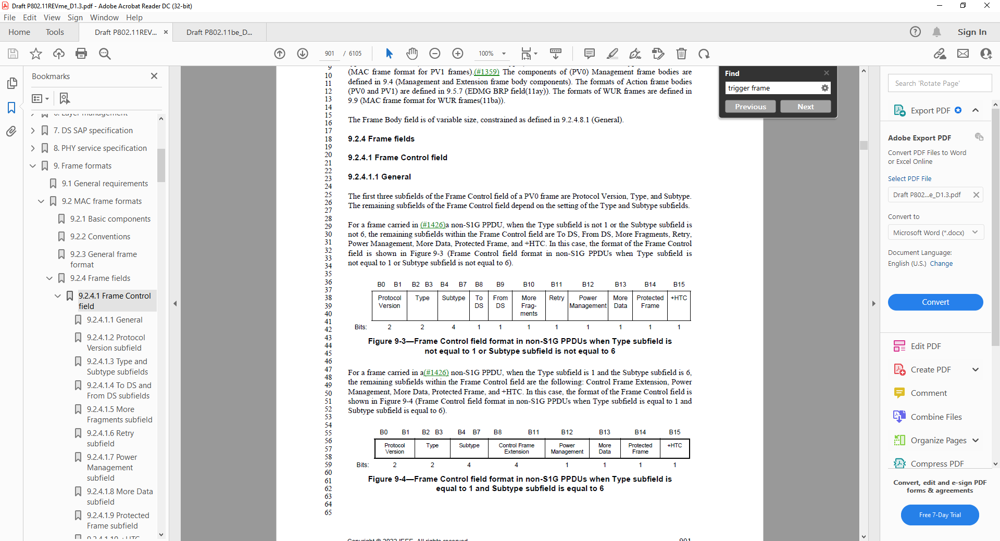 Draft P802.11REVme_D1.3.pdf - Adobe Acrobat Reader DC (32-bit)
File Edit View Sign Window Help
Home Tools Draft P802.11REV... × Draft P802.11be_D... Sign In
901 / 6105 100%
Bookmarks
7. DS SAP specification
8. PHY service specification
9. Frame formats
9.1 General requirements
9.2 MAC frame formats
9.2.1 Basic components
9.2.2 Conventions
9.2.3 General frame
format
9.2.4 Frame fields
9.2.4.1 Frame Control
field
9.2.4.1.1 General
9.2.4.1.2 Protocol
Version subfield
9.2.4.1.3 Type and
Subtype subfields
9.2.4.1.4 To DS and
From DS subfields
9.2.4.1.5 More
Fragments subfield
9.2.4.1.6 Retry
subfield
9.2.4.1.7 Power
Management
subfield
9.2.4.1.8 More Data
subfield
9.2.4.1.9 Protected
Frame subfield
9
10
11
12
13
14
15
16
17
18
19
20
21
22
23
24
25
26
27
28
29
30
31
32
33
34
35
36
37
38
39
40
41
42
43
44
45
46
47
48
49
50
51
52
53
54
55
56
57
58
59
60
61
62
63
64
65
(MAC frame format for PV1 frames).(#1359) The components of (PV0) Management frame bodies are
defined in 9.4 (Management and Extension frame body components). The formats of Action frame bodies
(PV0 and PV1) are defined in 9.5.7 (EDMG BRP field(11ay)). The formats of WUR frames are defined in
9.9 (MAC frame format for WUR frames(11ba)).
The Frame Body field is of variable size, constrained as defined in 9.2.4.8.1 (General).
9.2.4 Frame fields
9.2.4.1 Frame Control field
9.2.4.1.1 General
The first three subfields of the Frame Control field of a PV0 frame are Protocol Version, Type, and Subtype.
The remaining subfields of the Frame Control field depend on the setting of the Type and Subtype subfields.
For a frame carried in (#1426)a non-S1G PPDU, when the Type subfield is not 1 or the Subtype subfield is
not 6, the remaining subfields within the Frame Control field are To DS, From DS, More Fragments, Retry,
Power Management, More Data, Protected Frame, and +HTC. In this case, the format of the Frame Control
field is shown in Figure 9-3 (Frame Control field format in non-S1G PPDUs when Type subfield is
not equal to 1 or Subtype subfield is not equal to 6).
B0 B1 B2 B3 B4 B7 B8 B9 B10 B11 B12 B13 B14 B15
Protocol Type Subtype To From More Retry Power More Protected +HTC
Version DS DS Frag- Management Data Frame
ments
Bits: 2 2 4 1 1 1 1 1 1 1 1
Figure 9-3—Frame Control field format in non-S1G PPDUs when Type subfield is
not equal to 1 or Subtype subfield is not equal to 6
For a frame carried in a(#1426) non-S1G PPDU, when the Type subfield is 1 and the Subtype subfield is 6,
the remaining subfields within the Frame Control field are the following: Control Frame Extension, Power
Management, More Data, Protected Frame, and +HTC. In this case, the format of the Frame Control field is
shown in Figure 9-4 (Frame Control field format in non-S1G PPDUs when Type subfield is equal to 1 and
Subtype subfield is equal to 6).
B0 B1 B2 B3 B4 B7 B8 B11 B12 B13 B14 B15
Protocol Type Subtype Control Frame Power More Protected +HTC
Version Extension Management Data Frame
Bits: 2 2 4 4 1 1 1 1
Figure 9-4—Frame Control field format in non-S1G PPDUs when Type subfield is
equal to 1 and Subtype subfield is equal to 6
Find
trigger frame
Previous Next
Search 'Rotate Page'
Export PDF
Adobe Export PDF
Convert PDF Files to Word
or Excel Online
Select PDF File
Draft P802...e_D1.3.pdf
Convert to
Microsoft Word (*.docx)
Document Language:
English (U.S.) Change
Convert
Edit PDF
Create PDF
Comment
Combine Files
Organize Pages
Compress PDF
Convert, edit and e-sign PDF
forms & agreements
Free 7-Day Trial